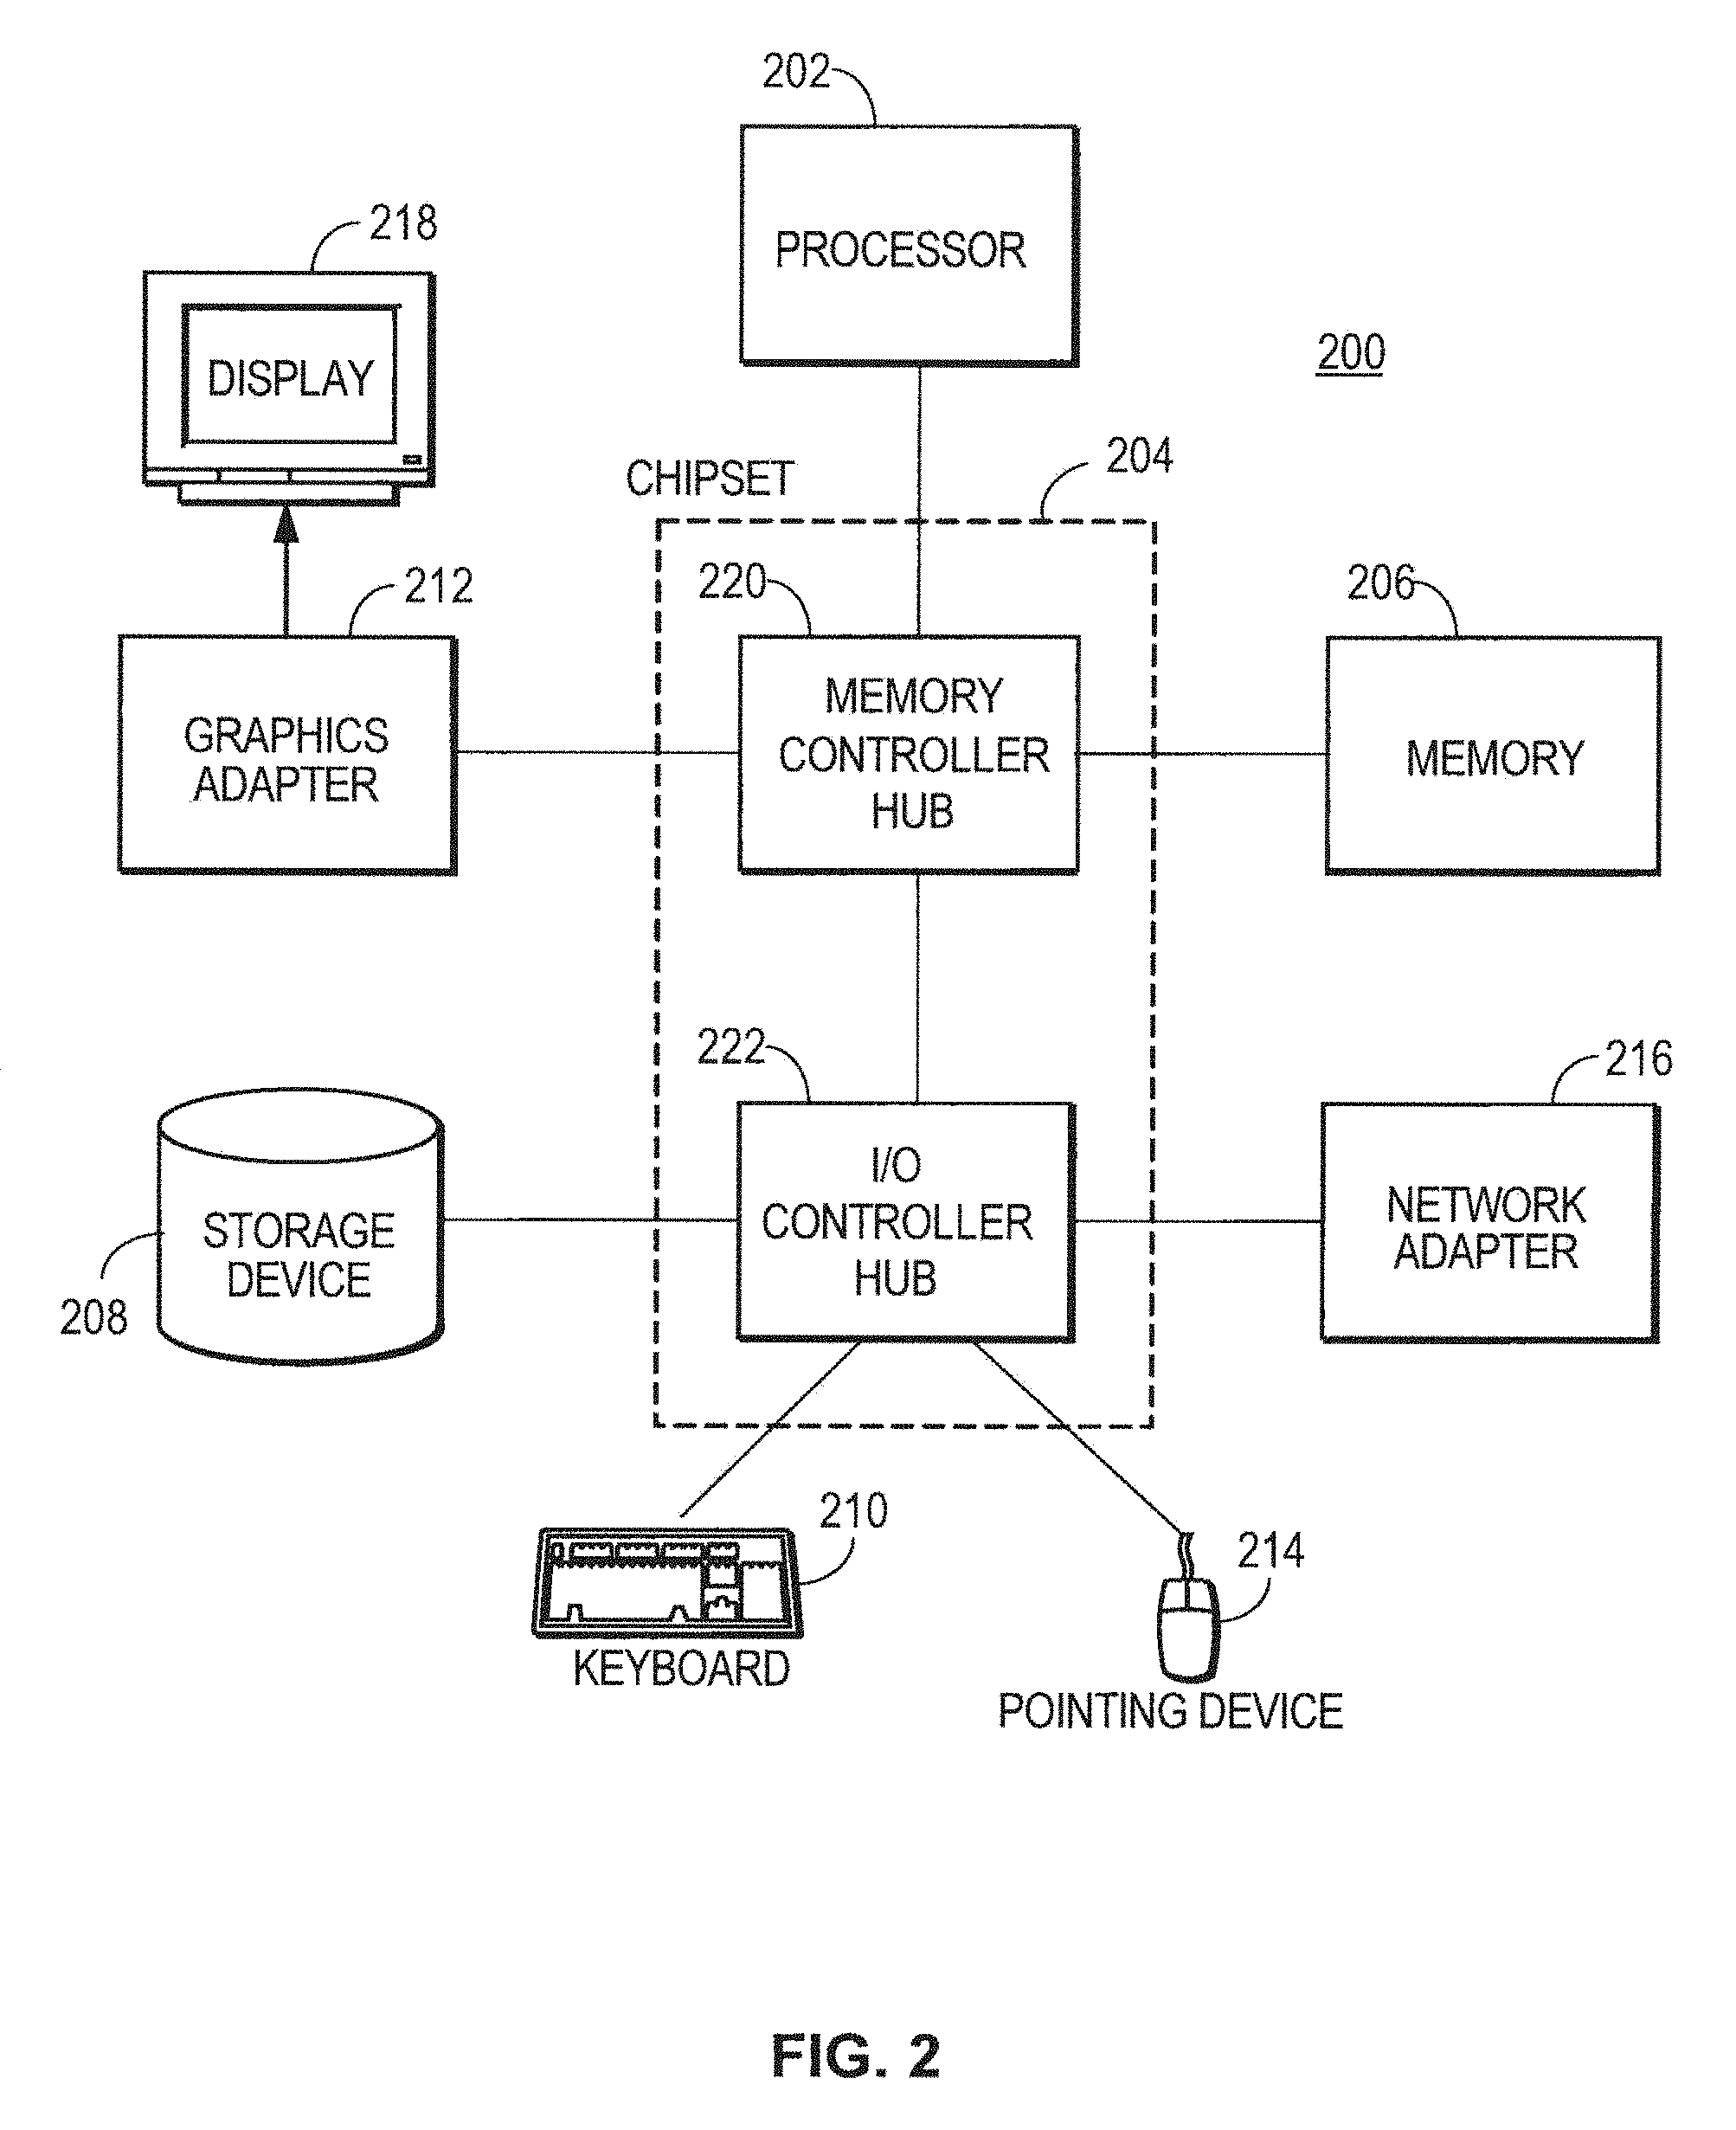 202
PROCESSOR
218
DISPLAY
200
CHIPSET
204
212
220
206
GRAPHICS
ADAPTER
MEMORY
CONTROLLER
HUB
MEMORY
222
216
208
STORAGE
DEVICE
I/O
CONTROLLER
HUB
NETWORK
ADAPTER
210
KEYBOARD
214
POINTING DEVICE
FIG. 2